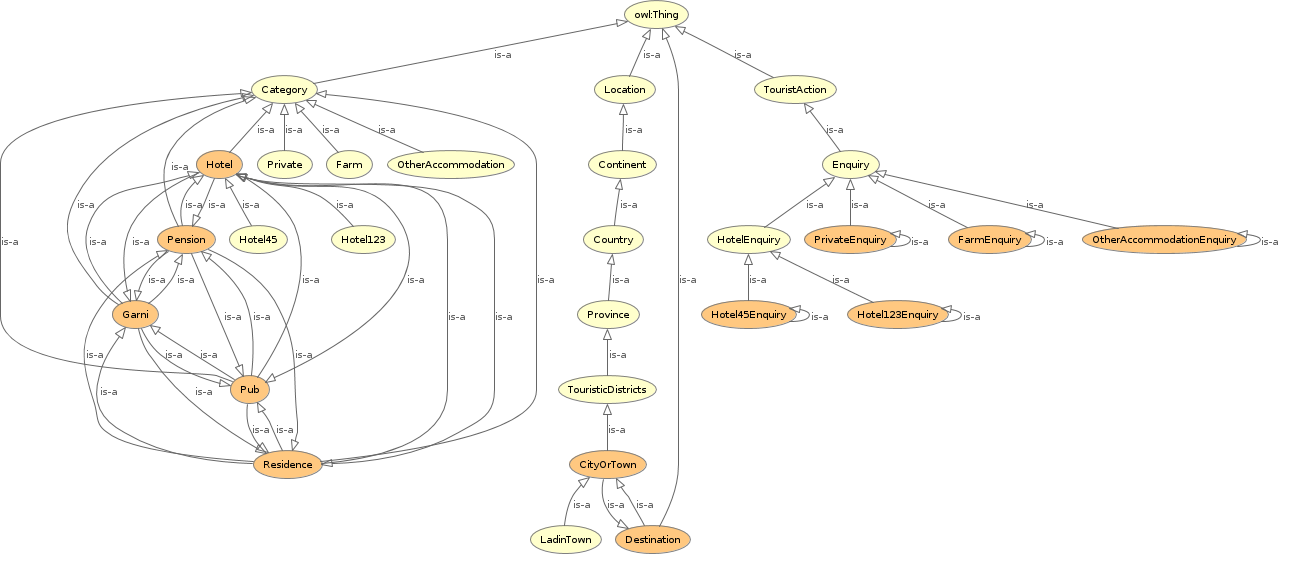 owl:Thing
is-a is-a is-a
Category Location TouristAction
is-a is-a is-a is-a is-a is-a
is-a Hotel Private Farm OtherAccommodation Continent Enquiry
is-a is-a is-a is-a is-a is-a is-a is-a is-a is-a
is-a is-a Pension Hotel45 Hotel123 Country HotelEnquiry PrivateEnquiry is-a FarmEnquiry is-a OtherAccommodationEnquiry is-a
is-a is-a is-a is-a is-a is-a is-a is-a is-a
Garni is-a is-a is-a is-a Province Hotel45Enquiry is-a Hotel123Enquiry is-a
is-a is-a is-a is-a is-a
is-a is-a Pub TouristicDistricts
is-a is-a is-a
Residence CityOrTown
is-a is-a is-a
LadinTown Destination